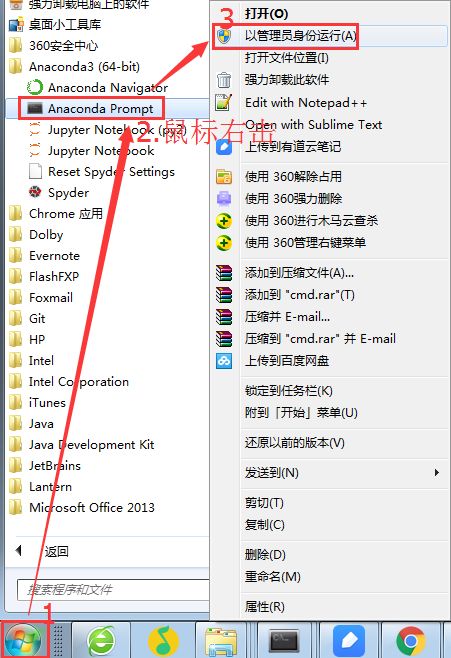 强力卸载电脑上的软件
桌面小工具库
360安全中心
Anaconda3 (64-bit)
Anaconda Navigator
Anaconda Prompt
Jupyter Notebook (py2)
Jupyter Notebook
Reset Spyder Settings
Spyder
Chrome 应用
Dolby
Evernote
FlashFXP
Foxmail
Git
HP
Intel
Intel Corporation
iTunes
Java
Java Development Kit
JetBrains
Lantern
Microsoft Office 2013
返回
搜索程序和文件
1
2.鼠标右击
3
打开(O)
以管理员身份运行(A)
打开文件位置(I)
强力卸载此软件
Edit with Notepad++
Open with Sublime Text
上传到有道云笔记
使用 360解除占用
使用 360强力删除
使用 360进行木马云查杀
使用 360管理右键菜单
添加到压缩文件(A)...
添加到 "cmd.rar"(T)
压缩并 E-mail...
压缩到 "cmd.rar" 并 E-mail
上传到百度网盘
锁定到任务栏(K)
附到「开始」菜单(U)
还原以前的版本(V)
发送到(N)
剪切(T)
复制(C)
删除(D)
重命名(M)
属性(R)